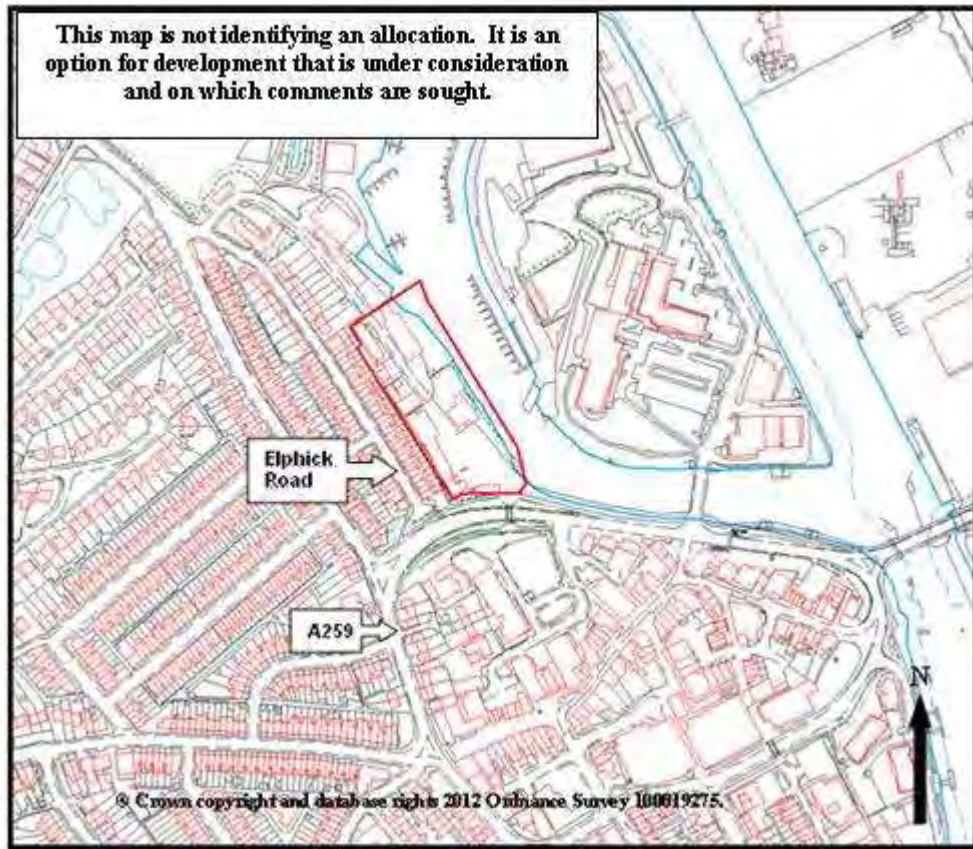 This map is not identifying an allocation.  It is an
option for development that is under consideration
and on which comments are sought.
Elphick
Road
A259
N
© Crown copyright and database rights 2012 Ordnance Survey 100019275.